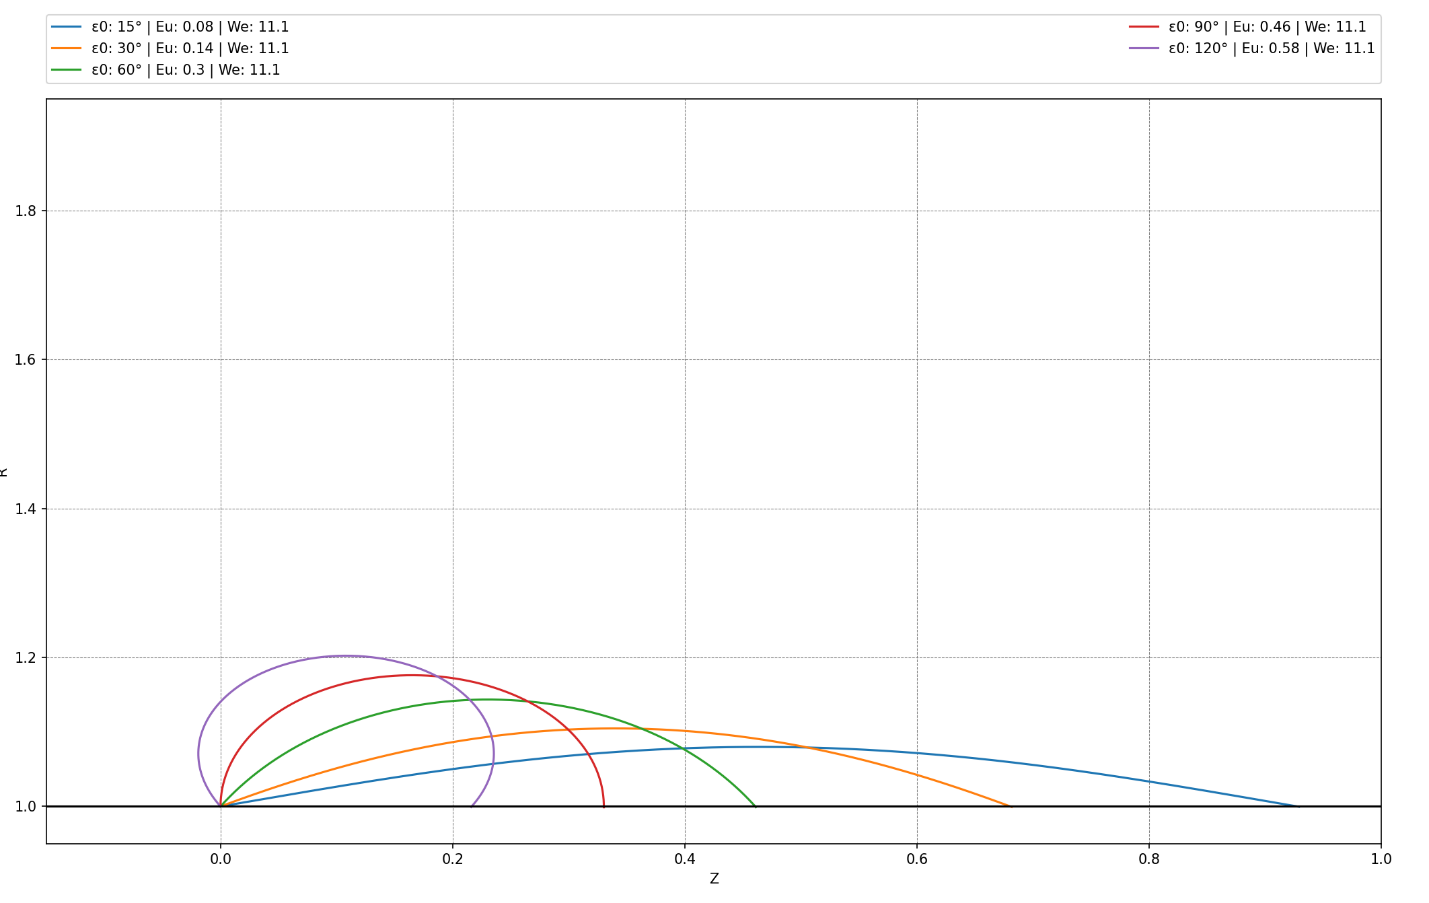 ε0: 15° | Eu: 0.08 | We: 11.1
ε0: 30° | Eu: 0.14 | We: 11.1
ε0: 60° | Eu: 0.3 | We: 11.1
ε0: 90° | Eu: 0.46 | We: 11.1
ε0: 120° | Eu: 0.58 | We: 11.1
1.8
1.6
R
1.4
1.2
1.0
0.0 0.2 0.4 0.6 0.8 1.0
Z